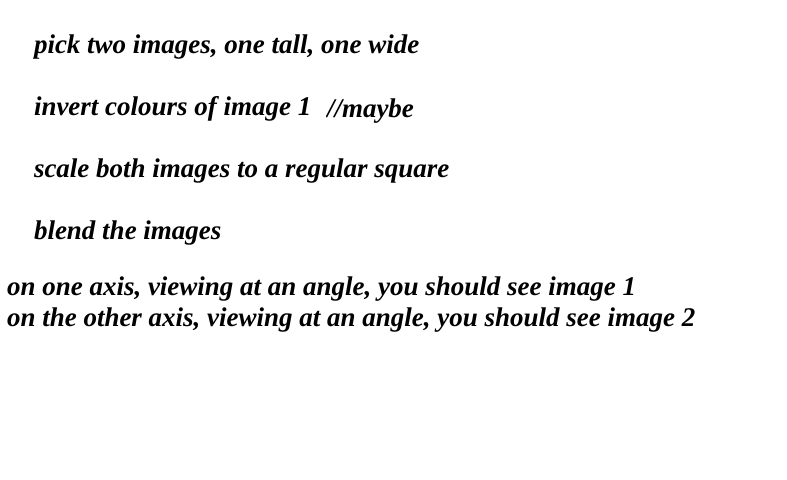 pick two images, one tall, one wide
invert colours of image 1 //maybe
scale both images to a regular square
blend the images
on one axis, viewing at an angle, you should see image 1
on the other axis, viewing at an angle, you should see image 2